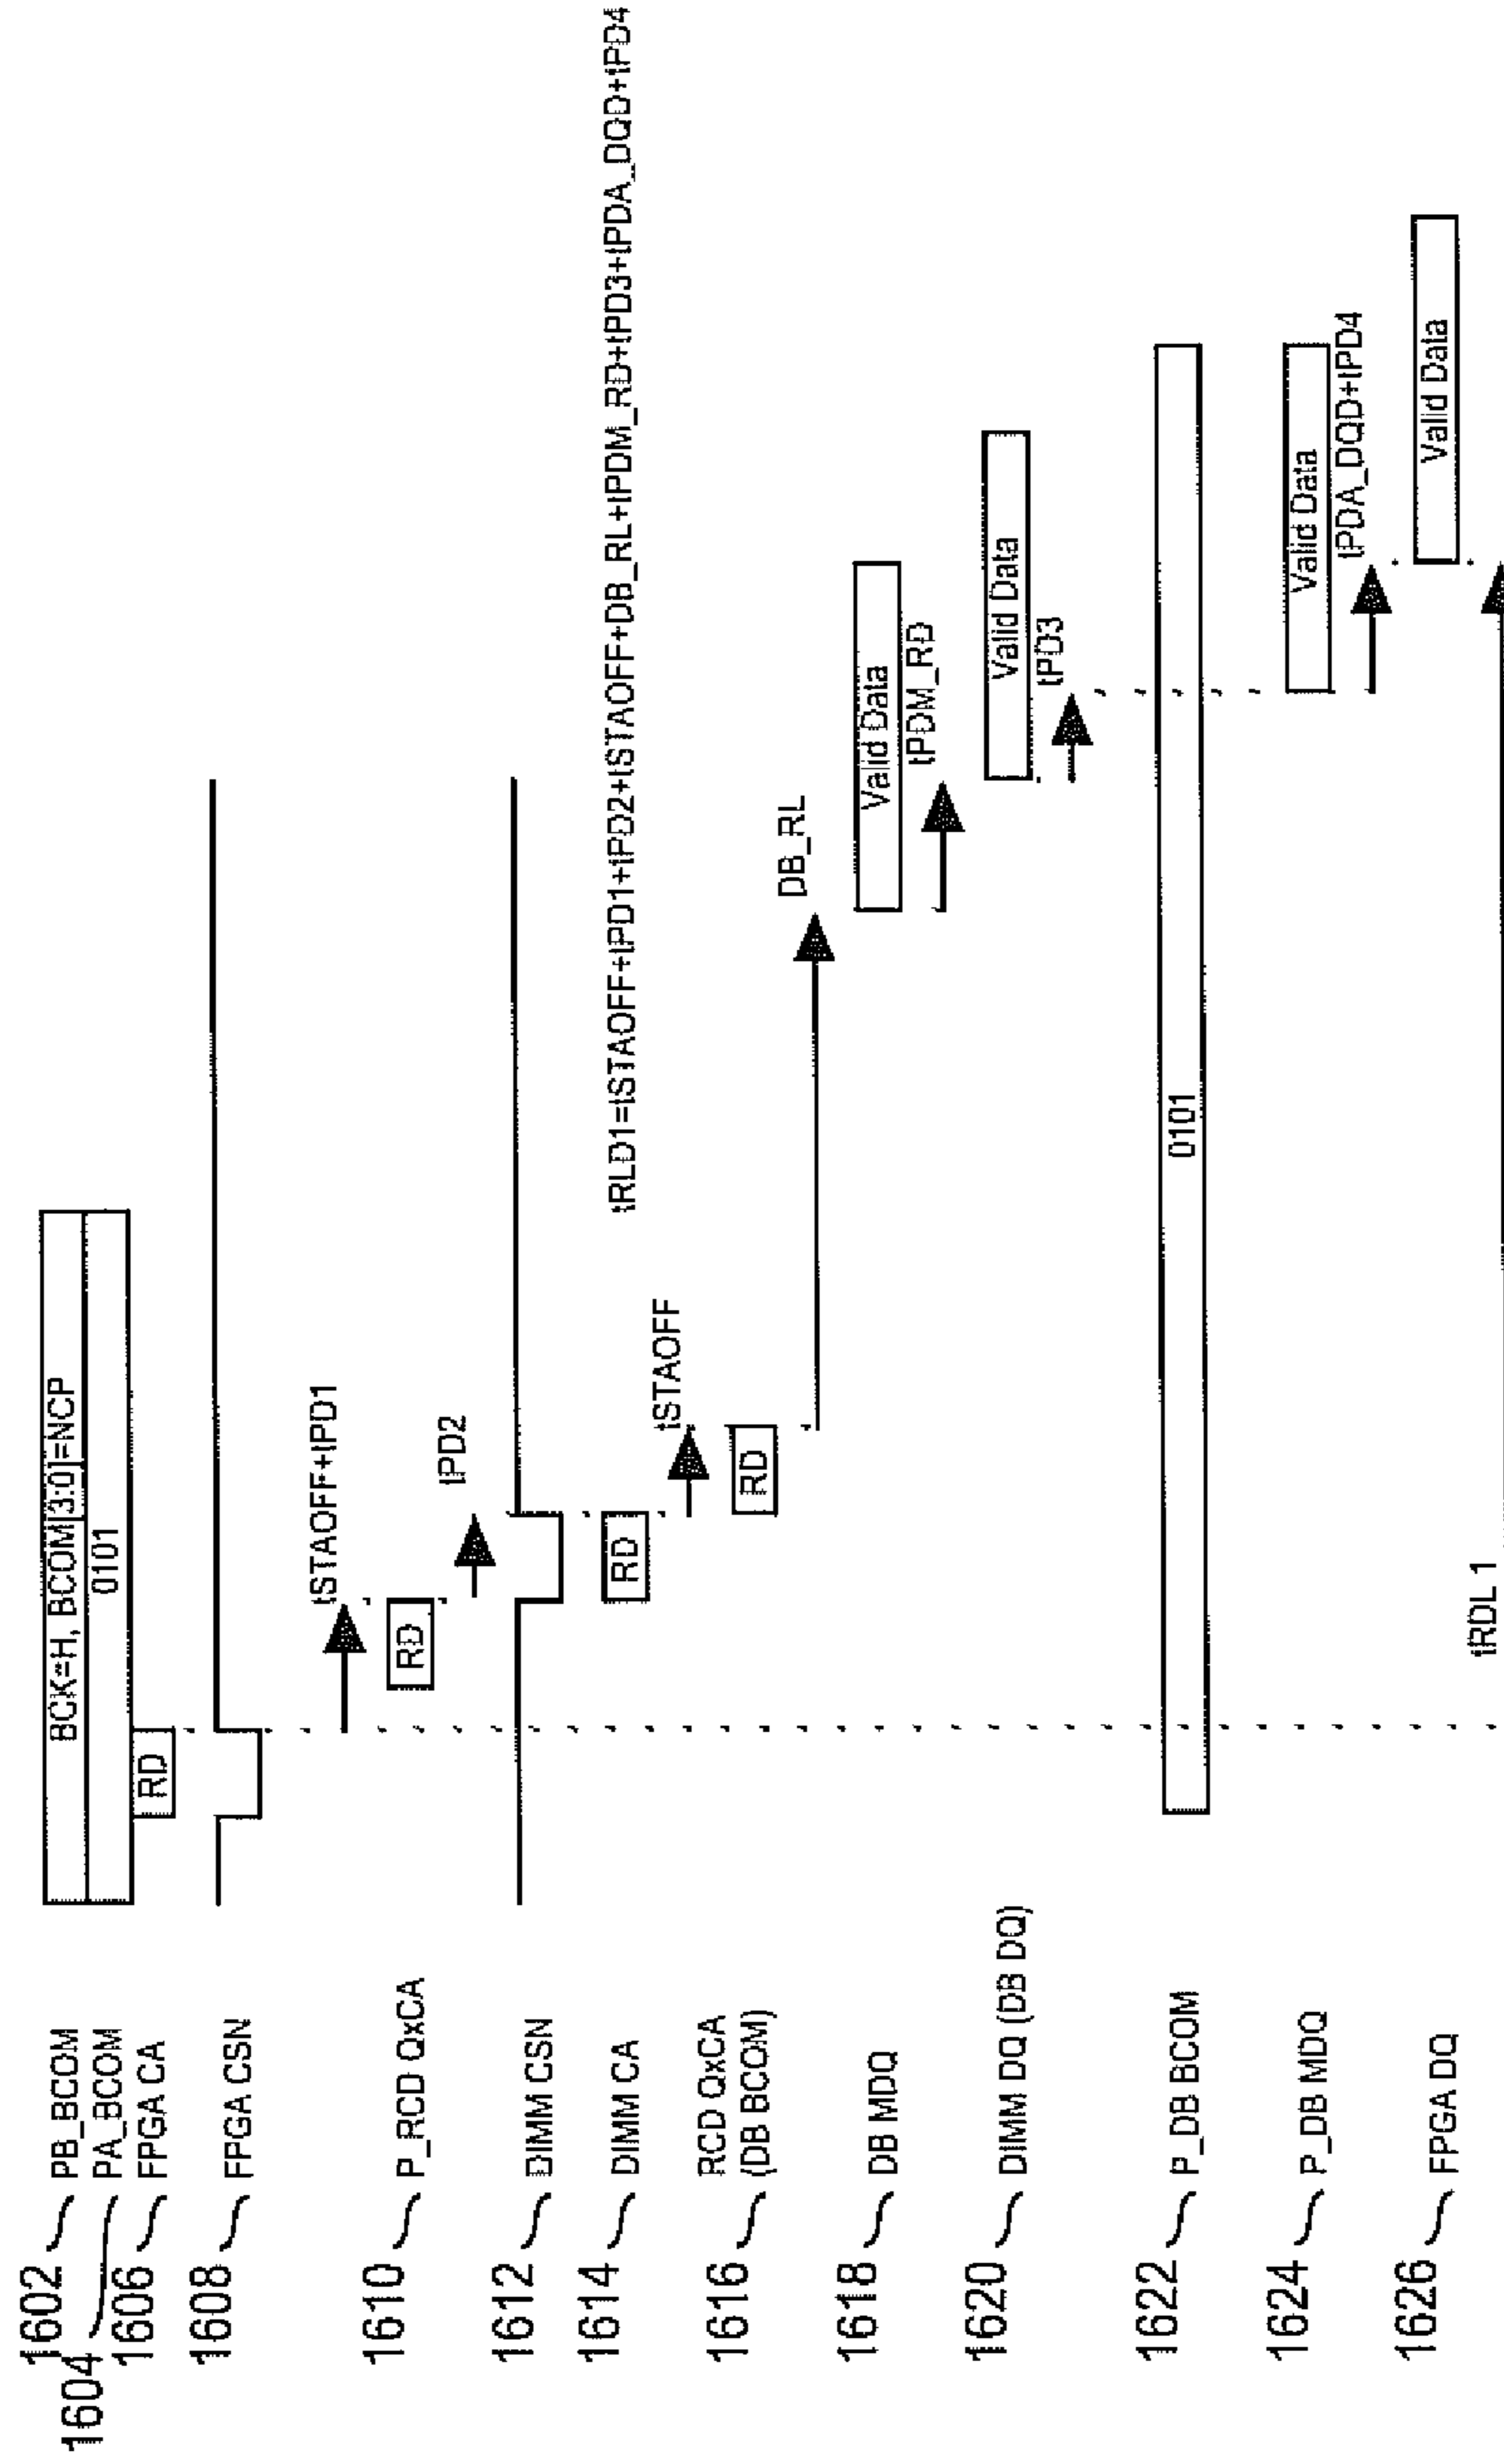 1602 PB_BCOM BCK=H, BCOM[3:0]=NCP
1604 PA_BCOM 0101
1606 FPGA CA RD
1608 FPGA CSN
tSTAOFF+tPD1
1610 P_RCD QxCA RD
tPD2
1612 DIMM CSN
1614 DIMM CA RD
tRLD1=tSTAOFF+tPD1+tPD2+tSTAOFF+DB_RL+tPDM_RD+tPD3+tPDA_DQD+tPD4
tSTAOFF
1616 RCD QxCA RD
(DB BCOM)
DB_RL
1618 DB MDQ Valid Data
tPDM_RD
1620 DIMM DQ (DB DQ) Valid Data
tPD3
1622 P_DB BCOM 0101
1624 P_DB MDQ Valid Data
tPDA_DQD+tPD4
1626 FPGA DQ Valid Data
tRDL 1